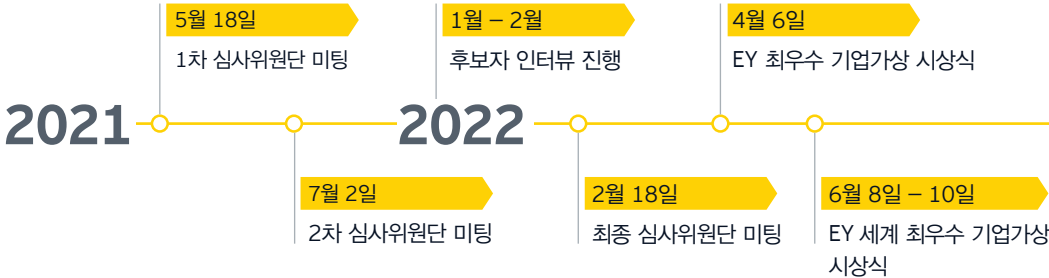 5월 18일
1차 심사위원단 미팅
1월 – 2월
후보자 인터뷰 진행
4월 6일
EY 최우수 기업가상 시상식
2021
2022
7월 2일
2차 심사위원단 미팅
2월 18일
최종 심사위원단 미팅
6월 8일 – 10일
EY 세계 최우수 기업가상
시상식